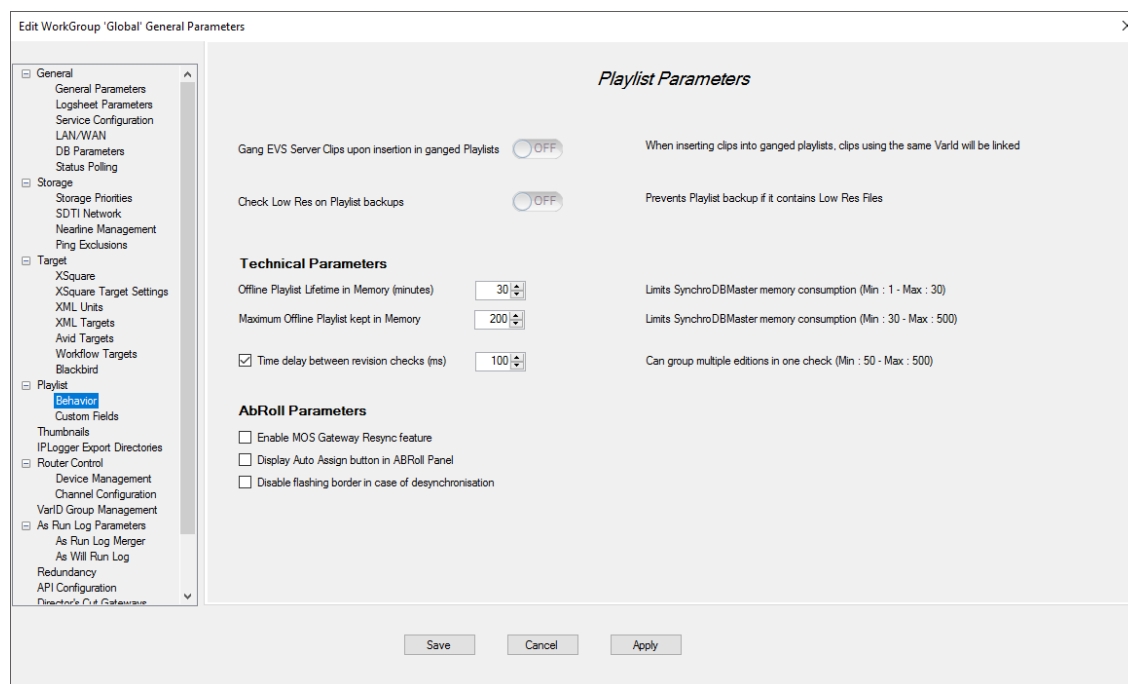 Edit WorkGroup 'Global' General Parameters
General
General Parameters
Logsheet Parameters
Service Configuration
LAN/WAN
DB Parameters
Status Polling
Storage
Storage Priorities
SDTI Network
Nearline Management
Ping Exclusions
Target
XSquare
XSquare Target Settings
XML Units
XML Targets
Avid Targets
Workflow Targets
Blackbird
Playlist
Behavior
Custom Fields
Thumbnails
IPLogger Export Directories
Router Control
Device Management
Channel Configuration
VarID Group Management
As Run Log Parameters
As Run Log Merger
As Will Run Log
Redundancy
API Configuration
Director's Cut Gateways
Playlist Parameters
Gang EVS Server Clips upon insertion in ganged Playlists OFF When inserting clips into ganged playlists, clips using the same VarId will be linked
Check Low Res on Playlist backups OFF Prevents Playlist backup if it contains Low Res Files
Technical Parameters
Offline Playlist Lifetime in Memory (minutes) 30 Limits SynchroDBMaster memory consumption (Min : 1 - Max : 30)
Maximum Offline Playlist kept in Memory 200 Limits SynchroDBMaster memory consumption (Min : 30 - Max : 500)
Time delay between revision checks (ms) 100 Can group multiple editions in one check (Min : 50 - Max : 500)
AbRoll Parameters
Enable MOS Gateway Resync feature
Display Auto Assign button in ABRoll Panel
Disable flashing border in case of desynchronisation
Save Cancel Apply